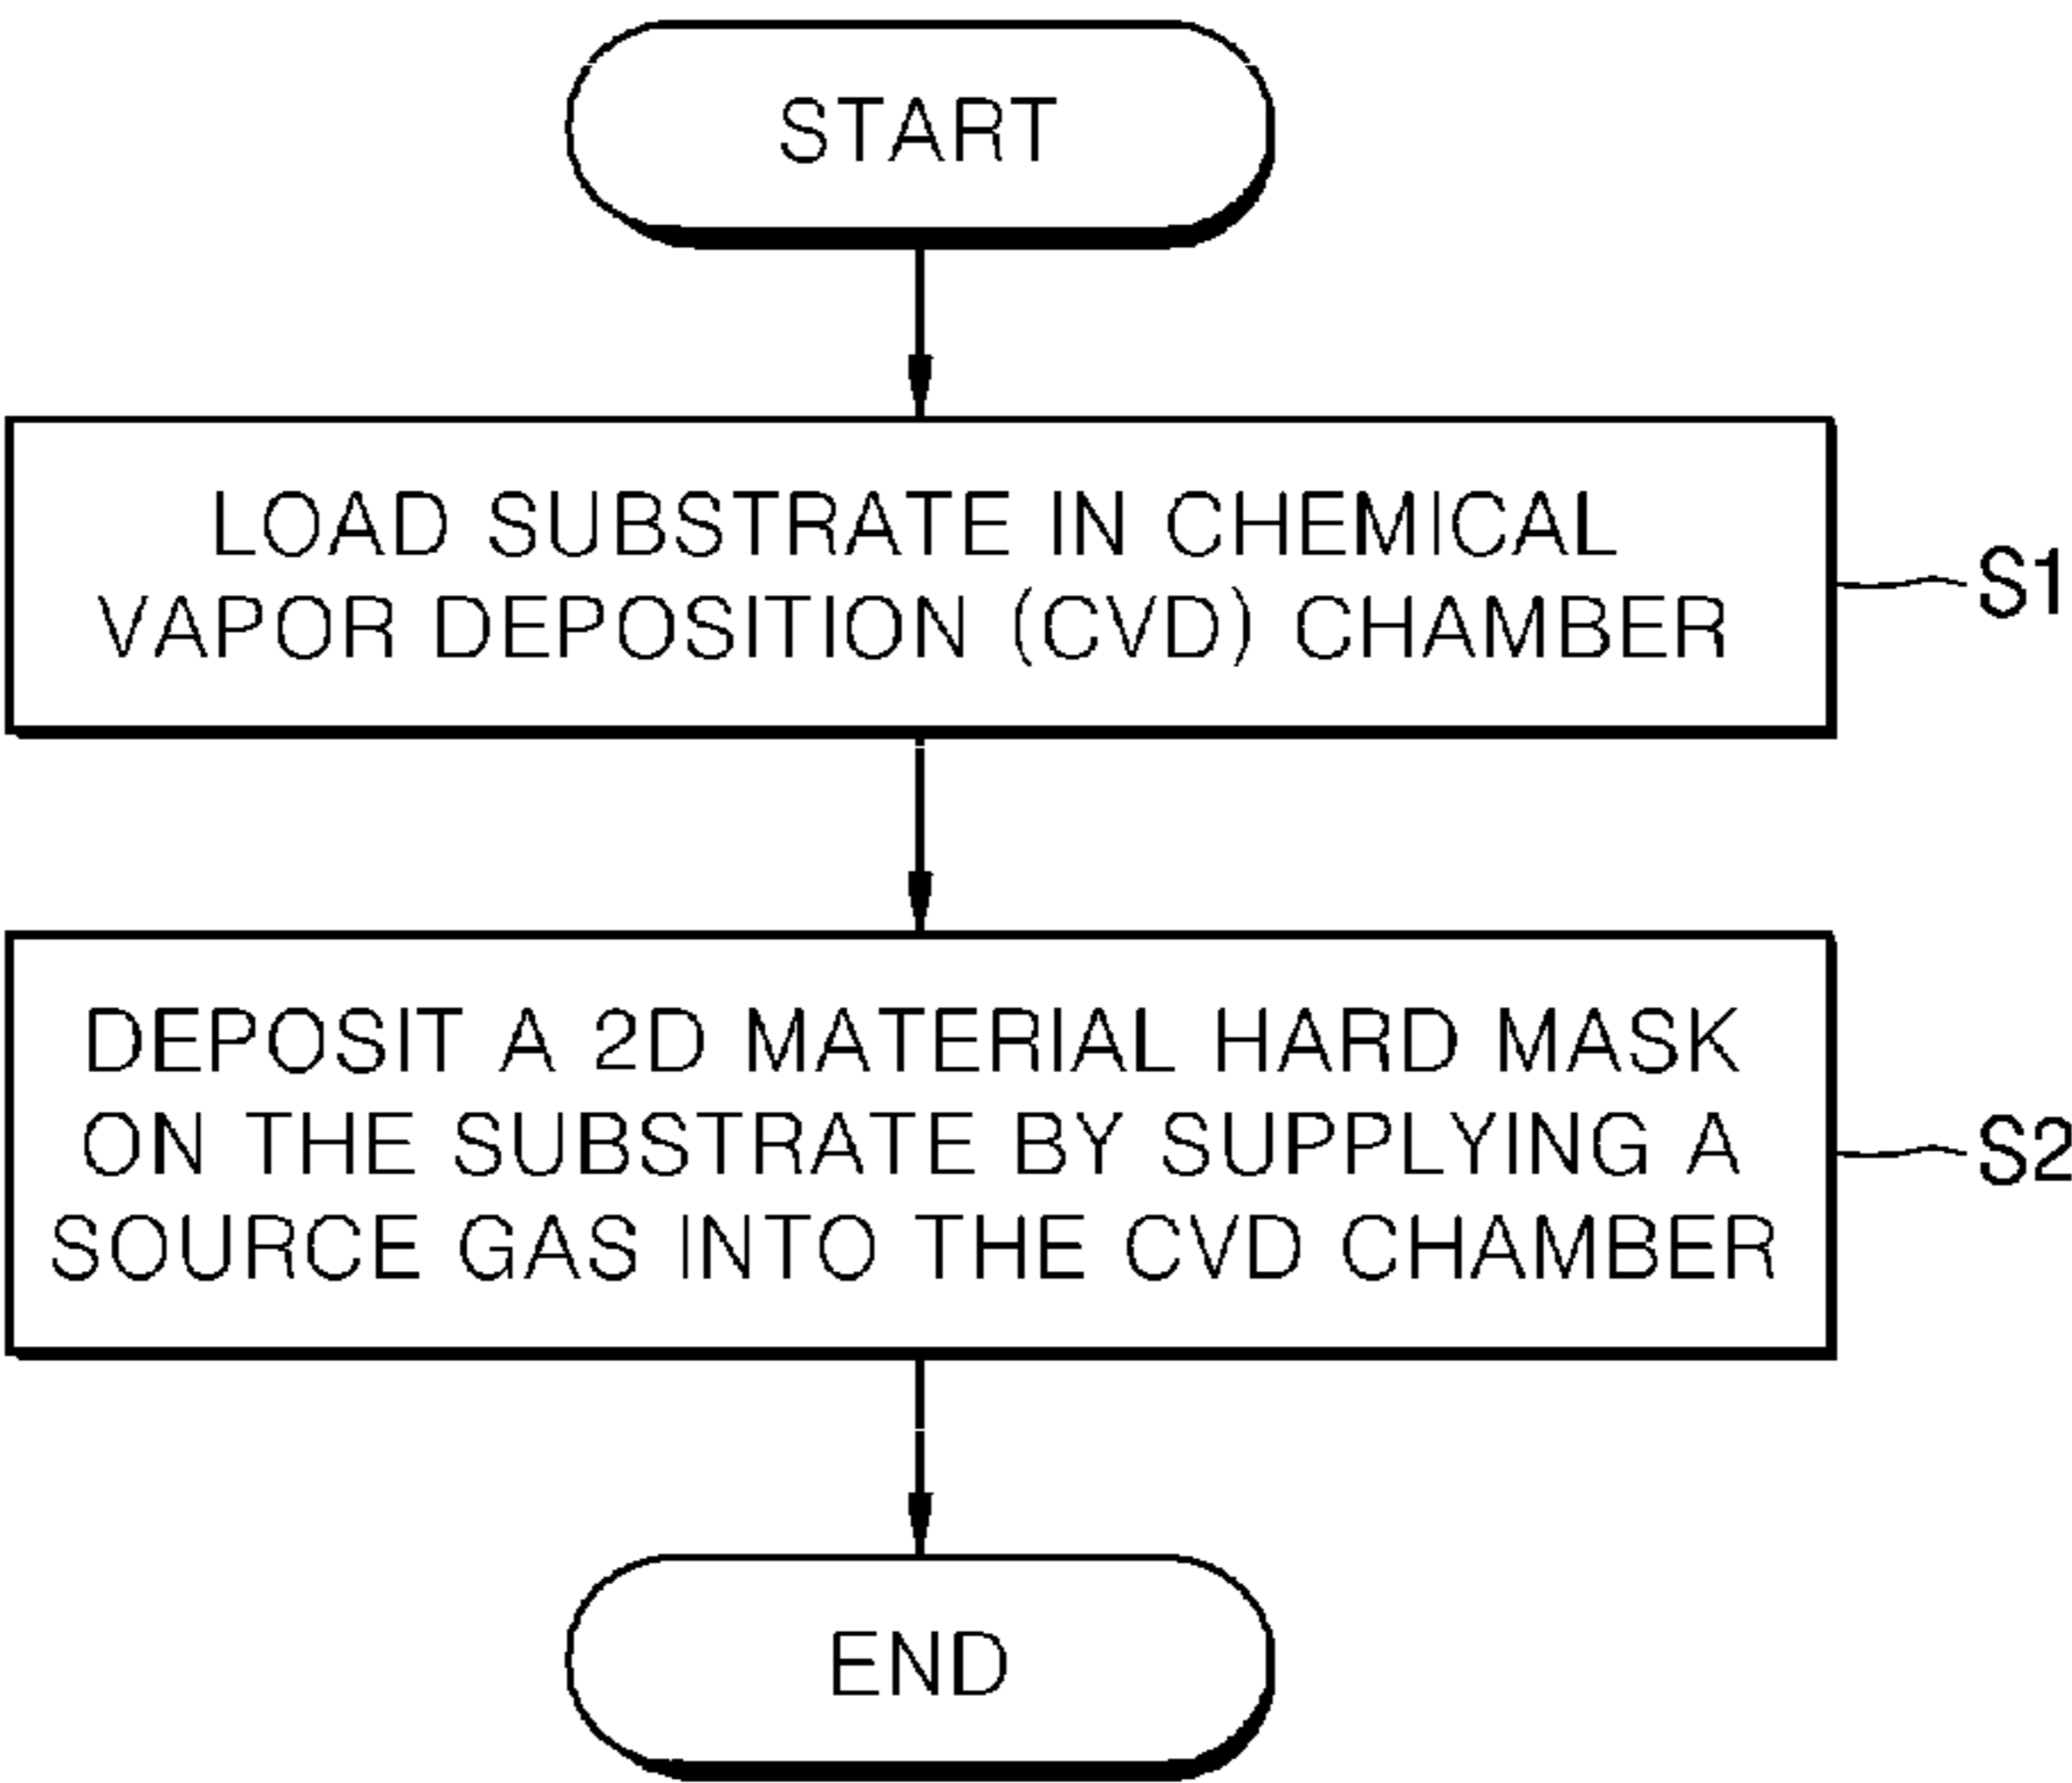 START
LOAD SUBSTRATE IN CHEMICAL
VAPOR DEPOSITION (CVD) CHAMBER
S1
DEPOSIT A 2D MATERIAL HARD MASK
ON THE SUBSTRATE BY SUPPLYING A
SOURCE GAS INTO THE CVD CHAMBER
S2
END